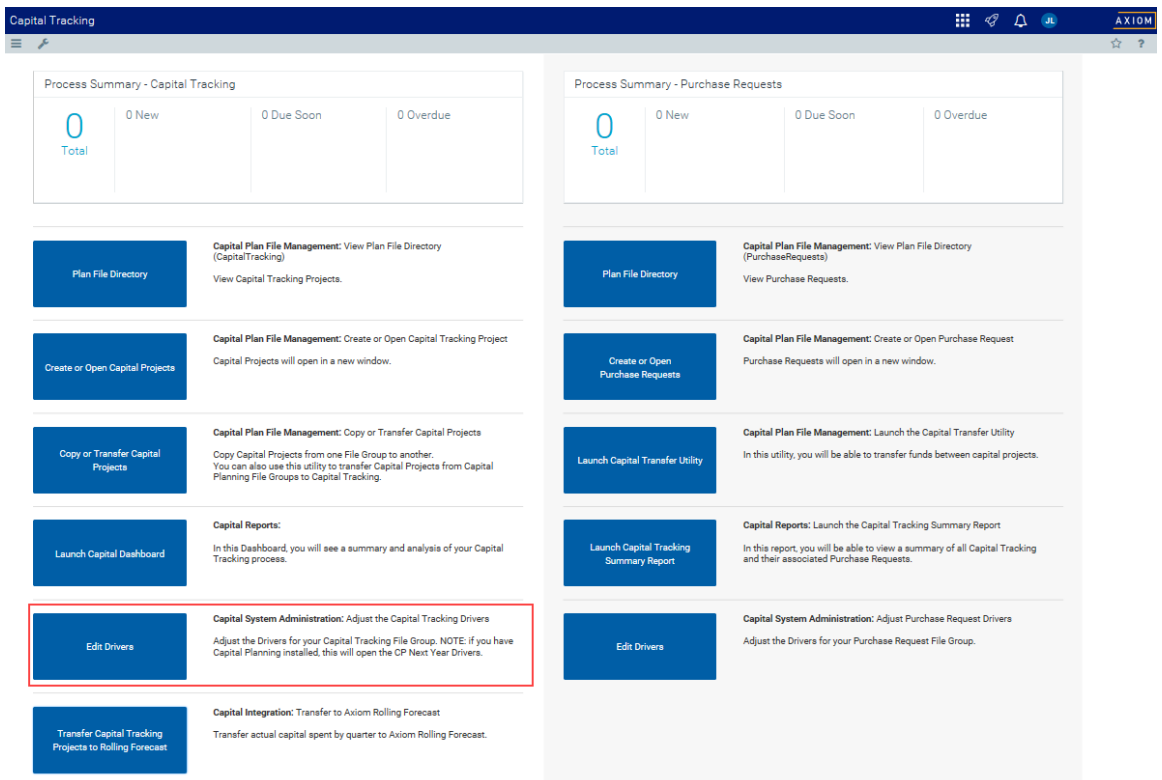 Capital Tracking
JL
AXIOM
?
Process Summary - Capital Tracking
0
Total
0 New
0 Due Soon
0 Overdue
Plan File Directory
Capital Plan File Management: View Plan File Directory
(CapitalTracking)
View Capital Tracking Projects.
Create or Open Capital Projects
Capital Plan File Management: Create or Open Capital Tracking Project
Capital Projects will open in a new window.
Copy or Transfer Capital
Projects
Capital Plan File Management: Copy or Transfer Capital Projects
Copy Capital Projects from one File Group to another.
You can also use this utility to transfer Capital Projects from Capital
Planning File Groups to Capital Tracking.
Launch Capital Dashboard
Capital Reports:
In this Dashboard, you will see a summary and analysis of your Capital
Tracking process.
Edit Drivers
Capital System Administration: Adjust the Capital Tracking Drivers
Adjust the Drivers for your Capital Tracking File Group. NOTE: if you have
Capital Planning installed, this will open the CP Next Year Drivers.
Transfer Capital Tracking
Projects to Rolling Forecast
Capital Integration: Transfer to Axiom Rolling Forecast
Transfer actual capital spent by quarter to Axiom Rolling Forecast.
Process Summary - Purchase Requests
0
Total
0 New
0 Due Soon
0 Overdue
Plan File Directory
Capital Plan File Management: View Plan File Directory
(PurchaseRequests)
View Purchase Requests.
Create or Open
Purchase Requests
Capital Plan File Management: Create or Open Purchase Request
Purchase Requests will open in a new window.
Launch Capital Transfer Utility
Capital Plan File Management: Launch the Capital Transfer Utility
In this utility, you will be able to transfer funds between capital projects.
Launch Capital Tracking
Summary Report
Capital Reports: Launch the Capital Tracking Summary Report
In this report, you will be able to view a summary of all Capital Tracking
and their associated Purchase Requests.
Edit Drivers
Capital System Administration: Adjust Purchase Request Drivers
Adjust the Drivers for your Purchase Request File Group.